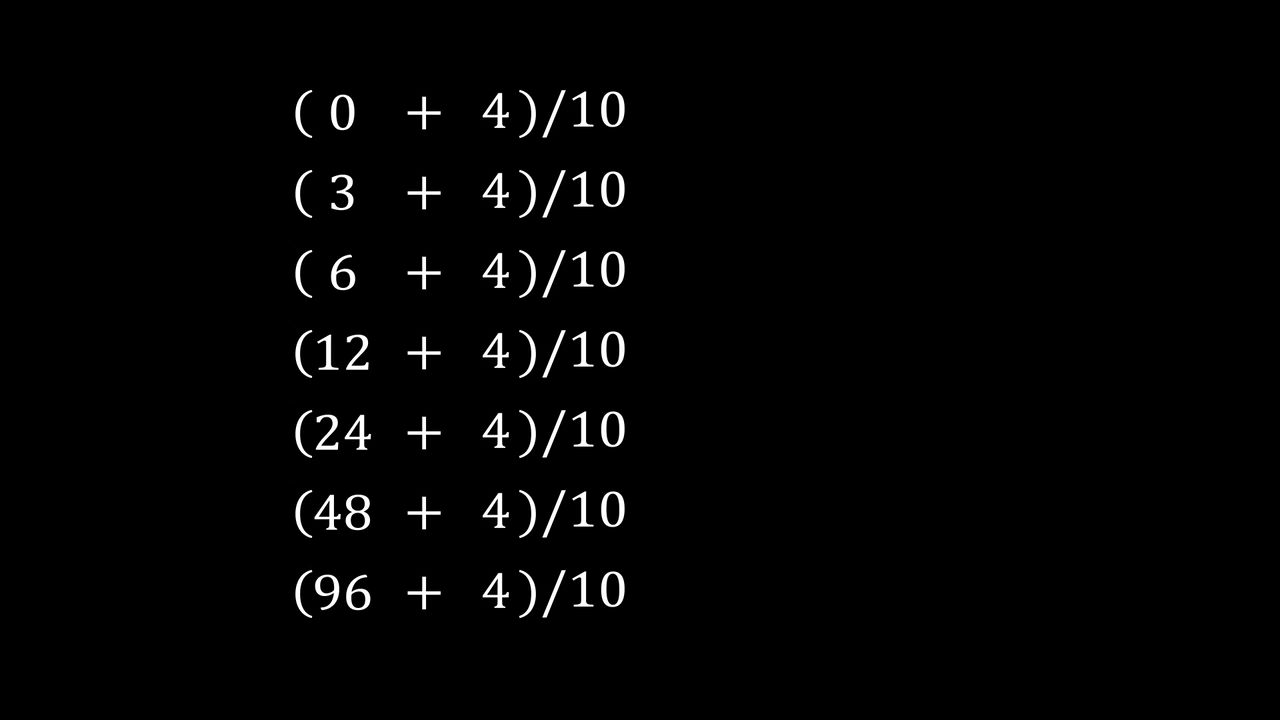 ( 0 + 4 )/10
( 3 + 4 )/10
( 6 + 4 )/10
(12 + 4 )/10
(24 + 4 )/10
(48 + 4 )/10
(96 + 4 )/10